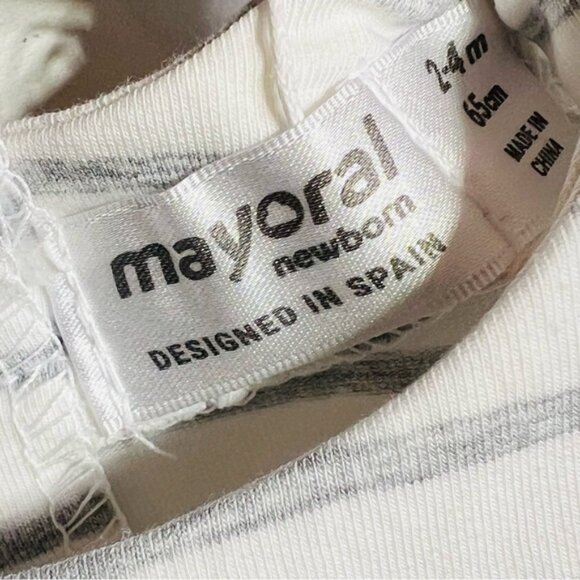 mayoral
newborn
DESIGNED IN SPAIN
2-4 m
65cm
MADE IN
CHINA